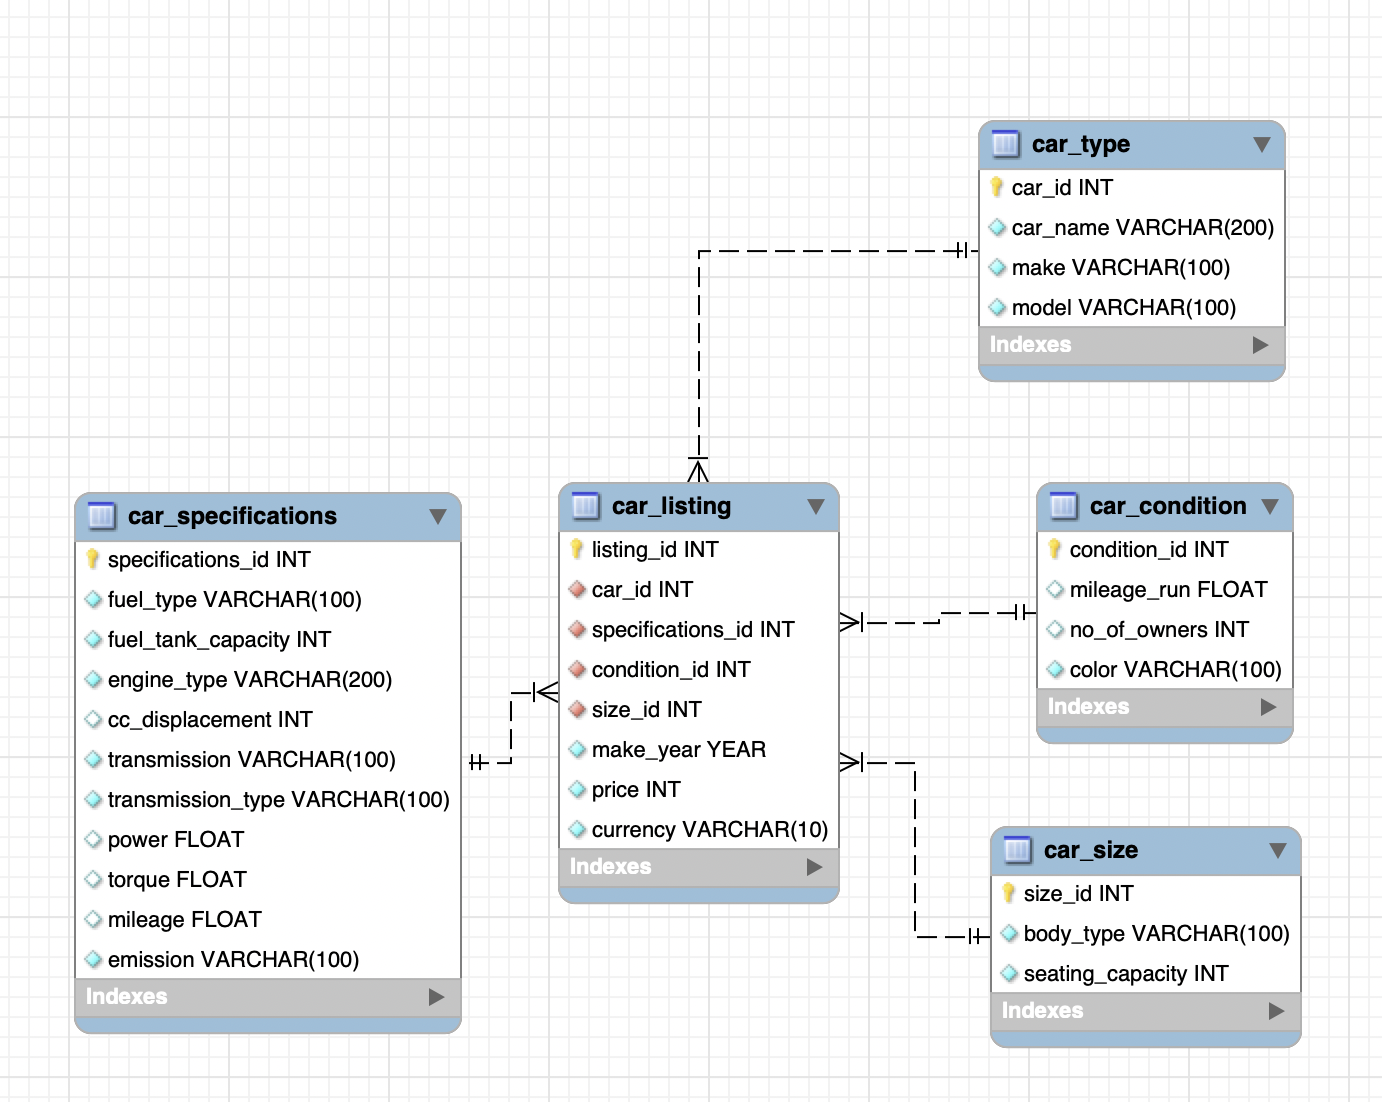 car_type
car_id INT
car_name VARCHAR(200)
make VARCHAR(100)
model VARCHAR(100)
Indexes
car_specifications
specifications_id INT
fuel_type VARCHAR(100)
fuel_tank_capacity INT
engine_type VARCHAR(200)
cc_displacement INT
transmission VARCHAR(100)
transmission_type VARCHAR(100)
power FLOAT
torque FLOAT
mileage FLOAT
emission VARCHAR(100)
Indexes
car_listing
listing_id INT
car_id INT
specifications_id INT
condition_id INT
size_id INT
make_year YEAR
price INT
currency VARCHAR(10)
Indexes
car_condition
condition_id INT
mileage_run FLOAT
no_of_owners INT
color VARCHAR(100)
Indexes
car_size
size_id INT
body_type VARCHAR(100)
seating_capacity INT
Indexes